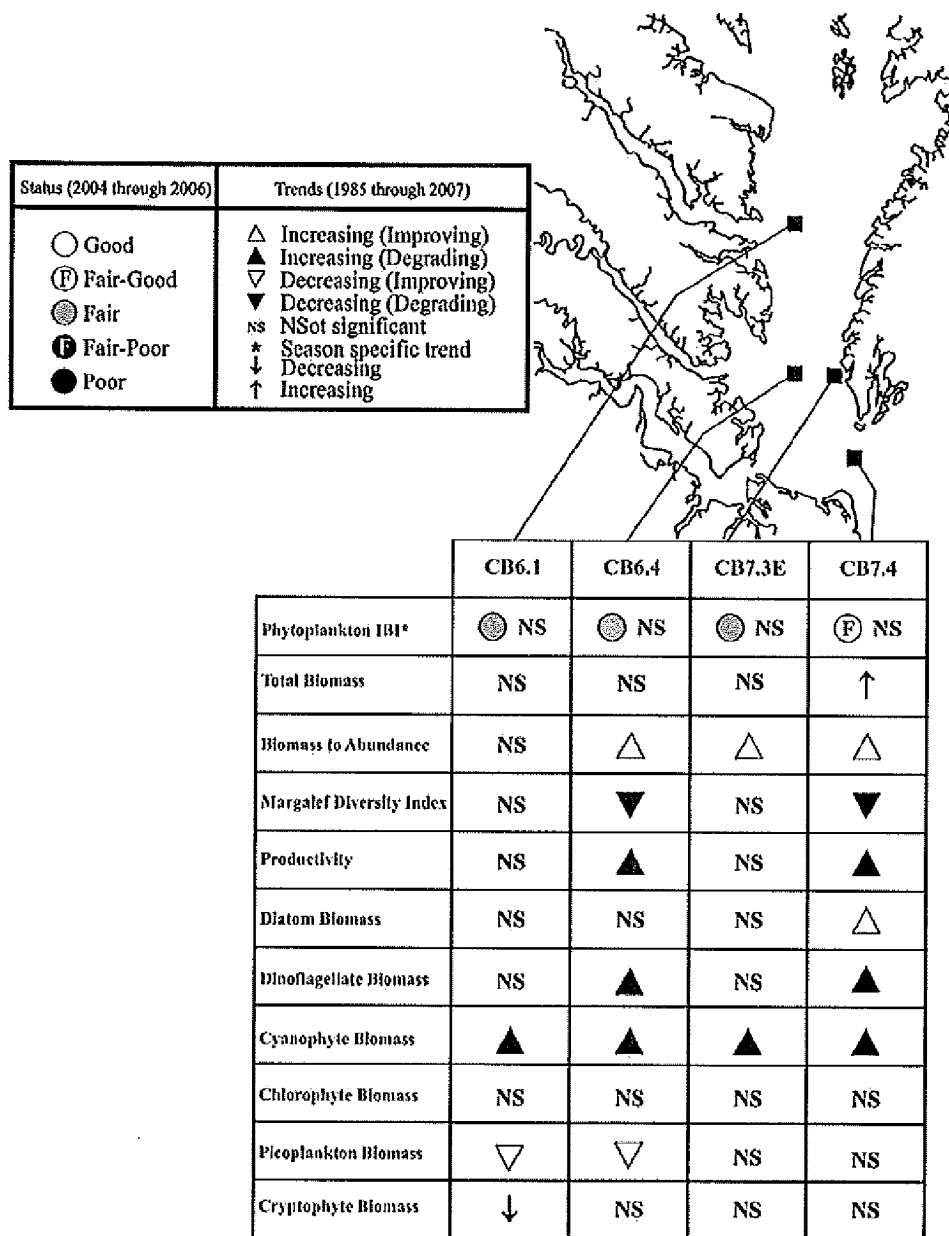 Status (2004 through 2006) Trends (1985 through 2007)
Good
F Fair-Good
Fair
F Fair-Poor
Poor
△ Increasing (Improving)
▲ Increasing (Degrading)
▽ Decreasing (Improving)
▼ Decreasing (Degrading)
NS NSot significant
* Season specific trend
↓ Decreasing
↑ Increasing
CB6.1 CB6.4 CB7.3E CB7.4
Phytoplankton IBI* NS NS NS F NS
Total Biomass NS NS NS ↑
Biomass to Abundance NS △ △ △
Margalef Diversity Index NS ▼ NS ▼
Productivity NS ▲ NS ▲
Diatom Biomass NS NS NS △
Dinoflagellate Biomass NS ▲ NS ▲
Cyanophyte Biomass ▲ ▲ ▲ ▲
Chlorophyte Biomass NS NS NS NS
Picoplankton Biomass ▽ ▽ NS NS
Cryptophyte Biomass ↓ NS NS NS